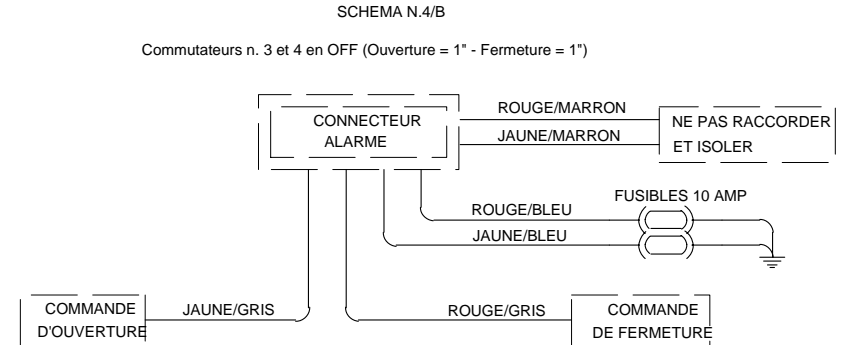 SCHEMA N.4/B
Commutateurs n. 3 et 4 en OFF (Ouverture = 1" - Fermeture = 1")
CONNECTEUR
ALARME
ROUGE/MARRON
JAUNE/MARRON
NE PAS RACCORDER
ET ISOLER
FUSIBLES 10 AMP
ROUGE/BLEU
JAUNE/BLEU
COMMANDE
D'OUVERTURE
JAUNE/GRIS
ROUGE/GRIS
COMMANDE
DE FERMETURE